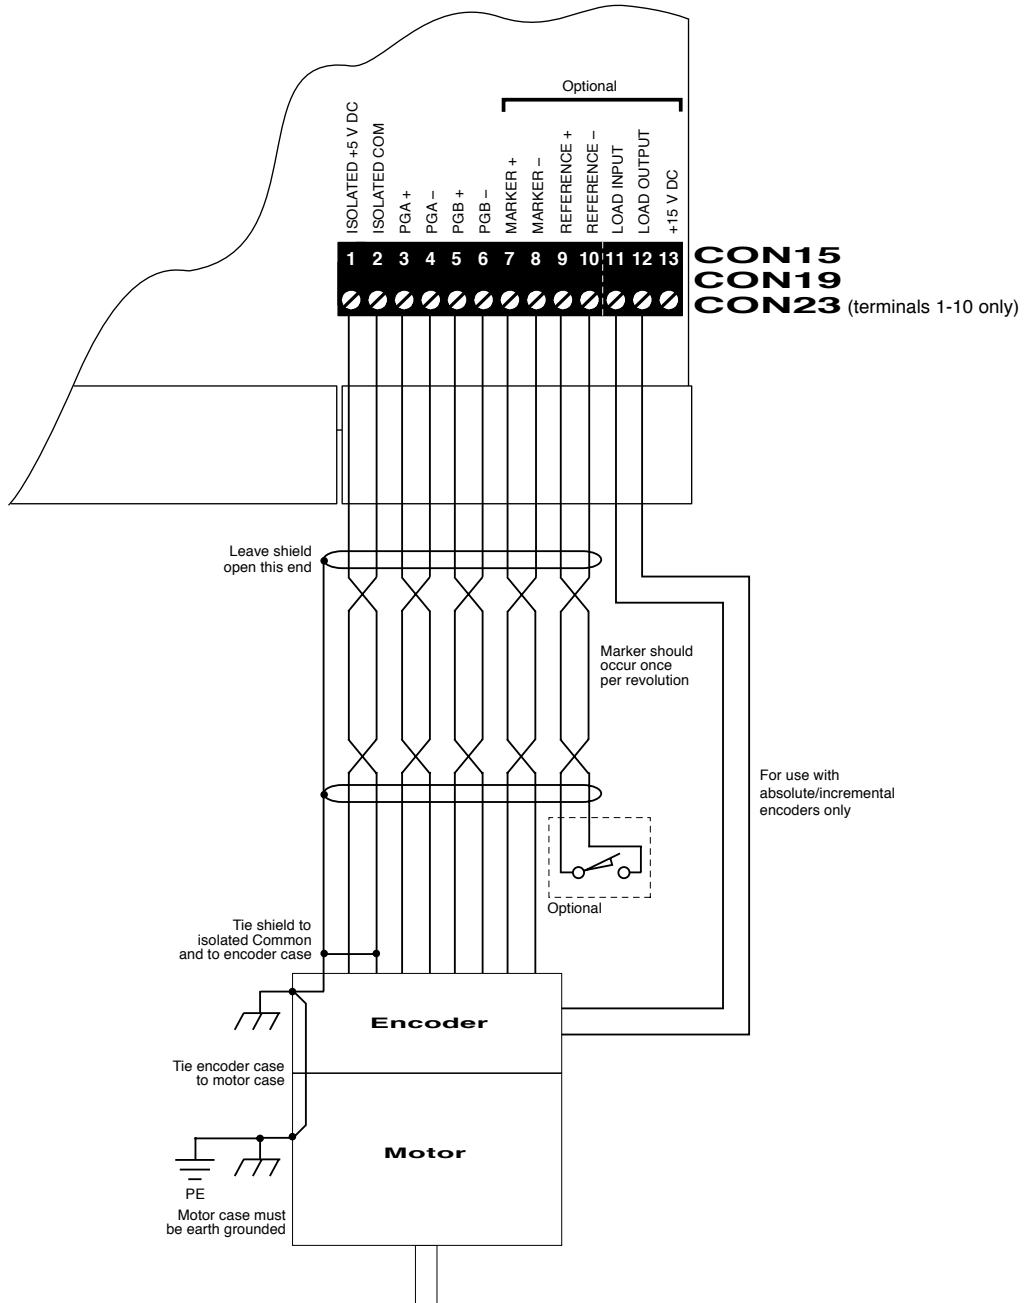 Optional
ISOLATED +5 V DC
ISOLATED COM
PGA +
PGA –
PGB +
PGB –
MARKER +
MARKER –
REFERENCE +
REFERENCE –
LOAD INPUT
LOAD OUTPUT
+15 V DC
1 2 3 4 5 6 7 8 9 10 11 12 13
CON15
CON19
CON23 (terminals 1-10 only)
Leave shield
open this end
Marker should
occur once
per revolution
For use with
absolute/incremental
encoders only
Optional
Tie shield to
isolated Common
and to encoder case
Encoder
Tie encoder case
to motor case
Motor
PE
Motor case must
be earth grounded